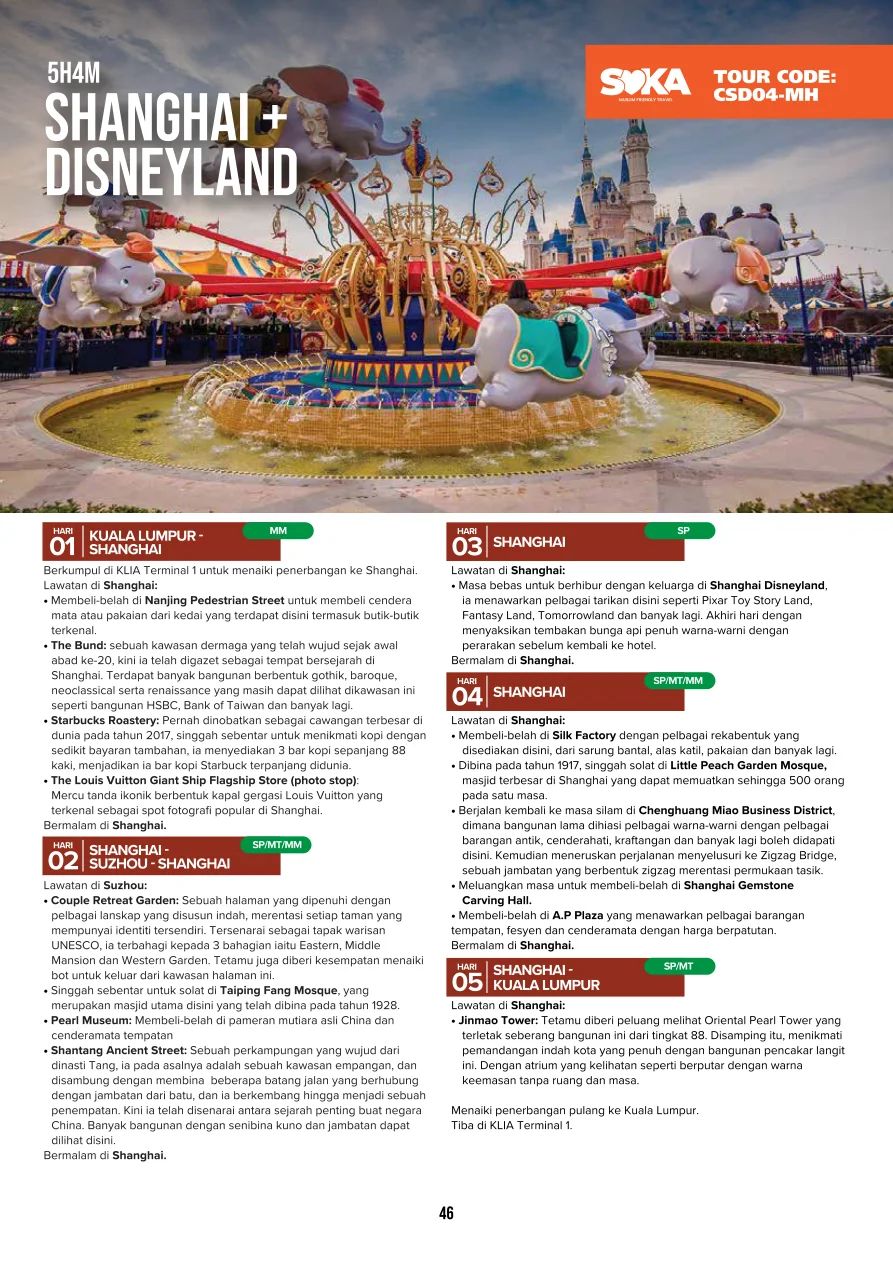 5H4M
SHANGHAI +
DISNEYLAND
SOKA
MUSLIM FRIENDLY TRAVEL
TOUR CODE:
CSD04-MH
HARI
01
KUALA LUMPUR -
SHANGHAI
MM
Berkumpul di KLIA Terminal 1 untuk menaiki penerbangan ke Shanghai.
Lawatan di Shanghai:
• Membeli-belah di Nanjing Pedestrian Street untuk membeli cendera
mata atau pakaian dari kedai yang terdapat disini termasuk butik-butik
terkenal.
• The Bund: sebuah kawasan dermaga yang telah wujud sejak awal
abad ke-20, kini ia telah digazet sebagai tempat bersejarah di
Shanghai. Terdapat banyak bangunan berbentuk gothik, baroque,
neoclassical serta renaissance yang masih dapat dilihat dikawasan ini
seperti bangunan HSBC, Bank of Taiwan dan banyak lagi.
• Starbucks Roastery: Pernah dinobatkan sebagai cawangan terbesar di
dunia pada tahun 2017, singgah sebentar untuk menikmati kopi dengan
sedikit bayaran tambahan, ia menyediakan 3 bar kopi sepanjang 88
kaki, menjadikan ia bar kopi Starbuck terpanjang didunia.
• The Louis Vuitton Giant Ship Flagship Store (photo stop):
Mercu tanda ikonik berbentuk kapal gergasi Louis Vuitton yang
terkenal sebagai spot fotografi popular di Shanghai.
Bermalam di Shanghai.
HARI
02
SHANGHAI -
SUZHOU - SHANGHAI
SP/MT/MM
Lawatan di Suzhou:
• Couple Retreat Garden: Sebuah halaman yang dipenuhi dengan
pelbagai lanskap yang disusun indah, merentasi setiap taman yang
mempunyai identiti tersendiri. Tersenarai sebagai tapak warisan
UNESCO, ia terbahagi kepada 3 bahagian iaitu Eastern, Middle
Mansion dan Western Garden. Tetamu juga diberi kesempatan menaiki
bot untuk keluar dari kawasan halaman ini.
• Singgah sebentar untuk solat di Taiping Fang Mosque, yang
merupakan masjid utama disini yang telah dibina pada tahun 1928.
• Pearl Museum: Membeli-belah di pameran mutiara asli China dan
cenderamata tempatan
• Shantang Ancient Street: Sebuah perkampungan yang wujud dari
dinasti Tang, ia pada asalnya adalah sebuah kawasan empangan, dan
disambung dengan membina beberapa batang jalan yang berhubung
dengan jambatan dari batu, dan ia berkembang hingga menjadi sebuah
penempatan. Kini ia telah disenarai antara sejarah penting buat negara
China. Banyak bangunan dengan senibina kuno dan jambatan dapat
dilihat disini.
Bermalam di Shanghai.
HARI
03
SHANGHAI
SP
Lawatan di Shanghai:
• Masa bebas untuk berhibur dengan keluarga di Shanghai Disneyland,
ia menawarkan pelbagai tarikan disini seperti Pixar Toy Story Land,
Fantasy Land, Tomorrowland dan banyak lagi. Akhiri hari dengan
menyaksikan tembakan bunga api penuh warna-warni dengan
perarakan sebelum kembali ke hotel.
Bermalam di Shanghai.
HARI
04
SHANGHAI
SP/MT/MM
Lawatan di Shanghai:
• Membeli-belah di Silk Factory dengan pelbagai rekabentuk yang
disediakan disini, dari sarung bantal, alas katil, pakaian dan banyak lagi.
• Dibina pada tahun 1917, singgah solat di Little Peach Garden Mosque,
masjid terbesar di Shanghai yang dapat memuatkan sehingga 500 orang
pada satu masa.
• Berjalan kembali ke masa silam di Chenghuang Miao Business District,
dimana bangunan lama dihiasi pelbagai warna-warni dengan pelbagai
barangan antik, cenderahati, kraftangan dan banyak lagi boleh didapati
disini. Kemudian meneruskan perjalanan menyelusuri ke Zigzag Bridge,
sebuah jambatan yang berbentuk zigzag merentasi permukaan tasik.
• Meluangkan masa untuk membeli-belah di Shanghai Gemstone
Carving Hall.
• Membeli-belah di A.P Plaza yang menawarkan pelbagai barangan
tempatan, fesyen dan cenderamata dengan harga berpatutan.
Bermalam di Shanghai.
HARI
05
SHANGHAI -
KUALA LUMPUR
SP/MT
Lawatan di Shanghai:
• Jinmao Tower: Tetamu diberi peluang melihat Oriental Pearl Tower yang
terletak seberang bangunan ini dari tingkat 88. Disamping itu, menikmati
pemandangan indah kota yang penuh dengan bangunan pencakar langit
ini. Dengan atrium yang kelihatan seperti berputar dengan warna
keemasan tanpa ruang dan masa.
Menaiki penerbangan pulang ke Kuala Lumpur.
Tiba di KLIA Terminal 1.
46